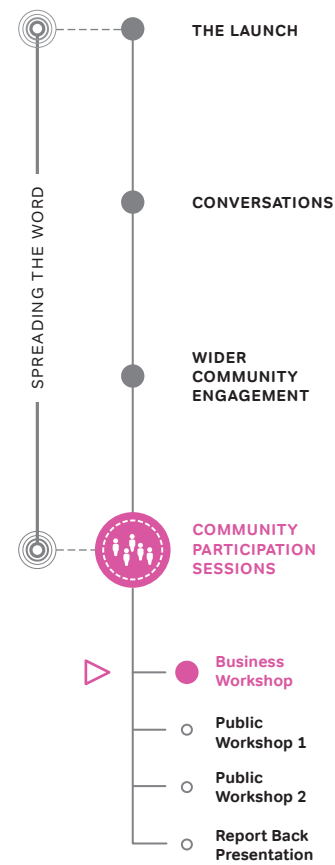 THE LAUNCH
SPREADING THE WORD
CONVERSATIONS
WIDER
COMMUNITY
ENGAGEMENT
COMMUNITY
PARTICIPATION
SESSIONS
Business
Workshop
Public
Workshop 1
Public
Workshop 2
Report Back
Presentation